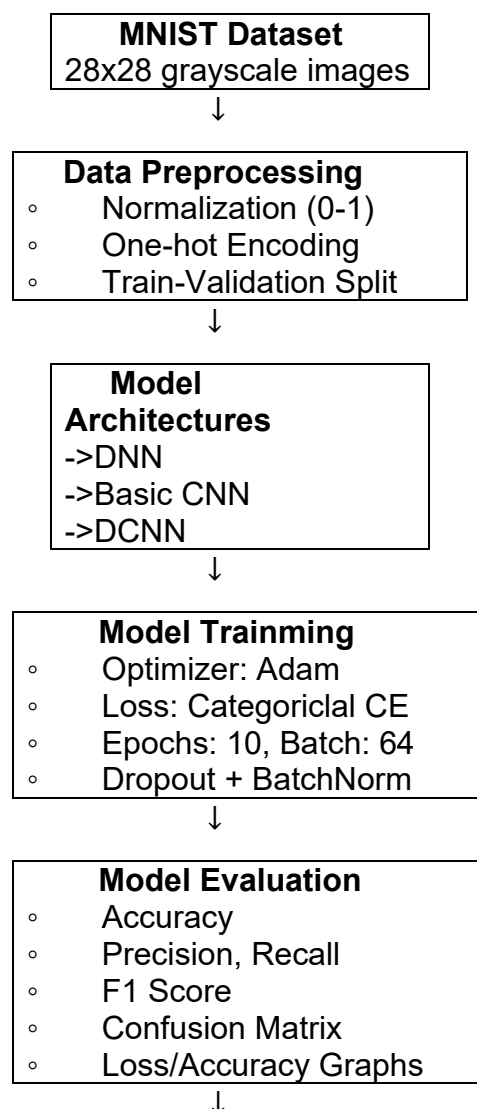 MNIST Dataset
28x28 grayscale images
↓
Data Preprocessing
◦ Normalization (0-1)
◦ One-hot Encoding
◦ Train-Validation Split
↓
Model
Architectures
->DNN
->Basic CNN
->DCNN
↓
Model Trainming
◦ Optimizer: Adam
◦ Loss: Categoriclal CE
◦ Epochs: 10, Batch: 64
◦ Dropout + BatchNorm
↓
Model Evaluation
◦ Accuracy
◦ Precision, Recall
◦ F1 Score
◦ Confusion Matrix
◦ Loss/Accuracy Graphs
↓